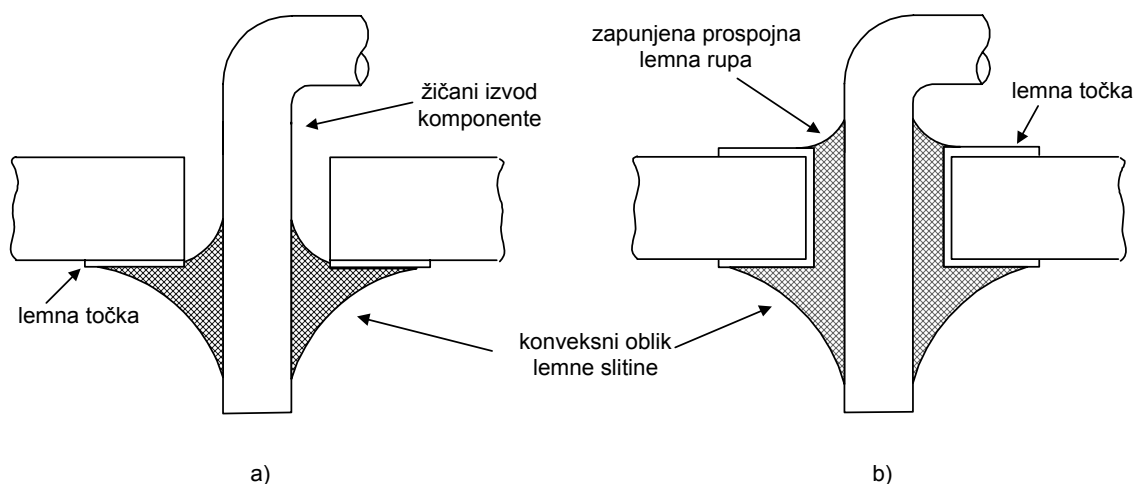 žičani izvod
komponente
lemna točka
zapunjena prospojna
lemna rupa
lemna točka
konveksni oblik
lemne slitine
a)
b)